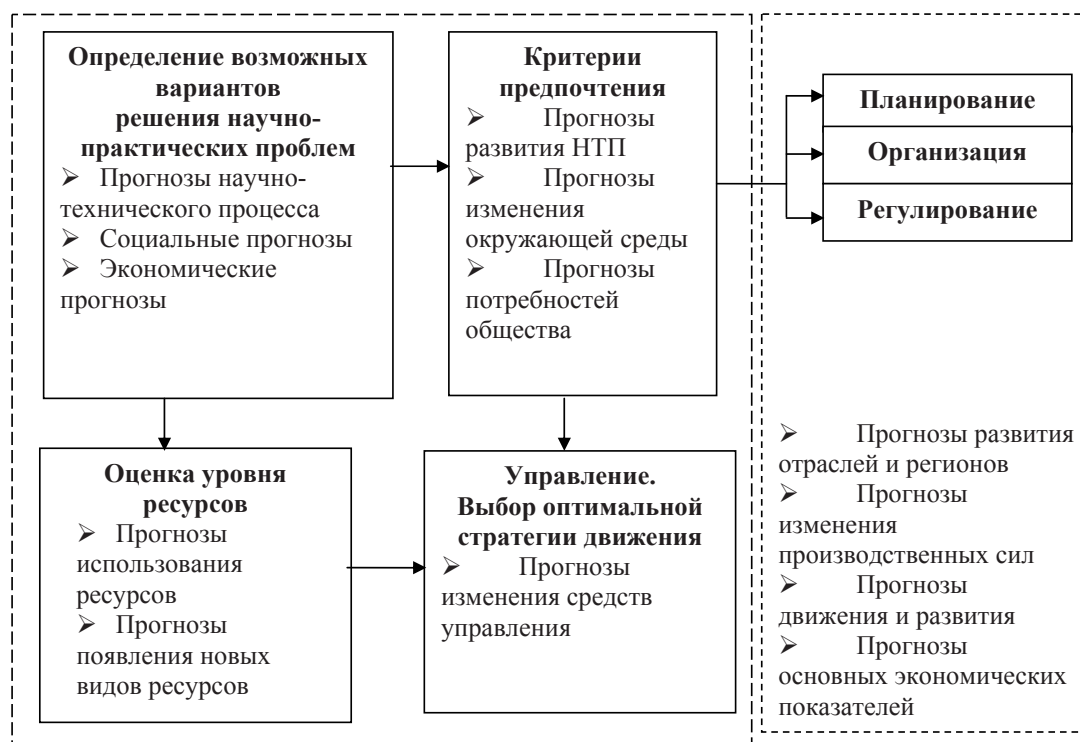 Определение возможных
вариантов
решения научно-
практических проблем
➢ Прогнозы научно-
технического процесса
➢ Социальные прогнозы
➢ Экономические
прогнозы
Критерии
предпочтения
➢ Прогнозы
развития НТП
➢ Прогнозы
изменения
окружающей среды
➢ Прогнозы
потребностей
общества
Планирование
Организация
Регулирование
Оценка уровня
ресурсов
➢ Прогнозы
использования
ресурсов
➢ Прогнозы
появления новых
видов ресурсов
Управление.
Выбор оптимальной
стратегии движения
➢ Прогнозы
изменения средств
управления
➢ Прогнозы развития
отраслей и регионов
➢ Прогнозы
изменения
производственных сил
➢ Прогнозы
движения и развития
➢ Прогнозы
основных экономических
показателей